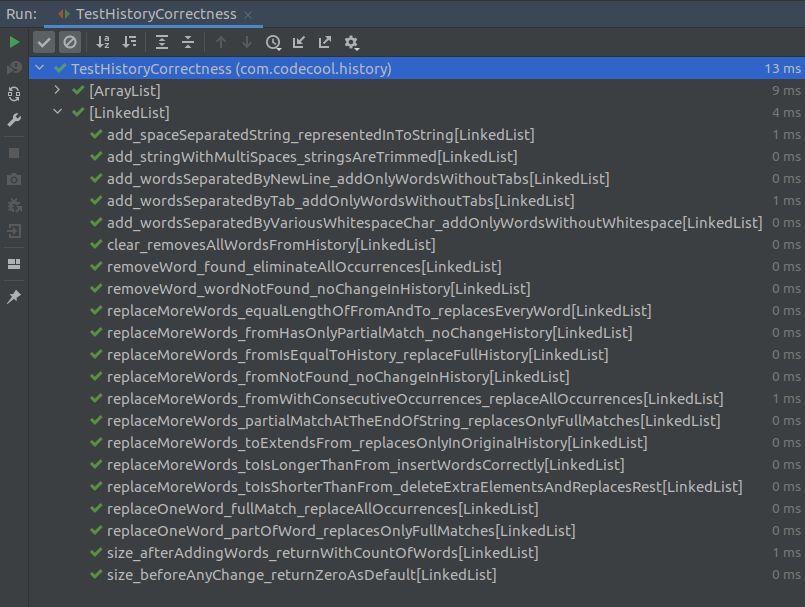 Run: TestHistoryCorrectness ×
TestHistoryCorrectness (com.codecool.history) 13 ms
[ArrayList] 9 ms
[LinkedList] 4 ms
add_spaceSeparatedString_representedInToString[LinkedList] 1 ms
add_stringWithMultiSpaces_stringsAreTrimmed[LinkedList] 0 ms
add_wordsSeparatedByNewLine_addOnlyWordsWithoutTabs[LinkedList] 0 ms
add_wordsSeparatedByTab_addOnlyWordsWithoutTabs[LinkedList] 1 ms
add_wordsSeparatedByVariousWhitespaceChar_addOnlyWordsWithoutWhitespace[LinkedList] 0 ms
clear_removesAllWordsFromHistory[LinkedList] 0 ms
removeWord_found_eliminateAllOccurrences[LinkedList] 0 ms
removeWord_wordNotFound_noChangeInHistory[LinkedList] 0 ms
replaceMoreWords_equalLengthOfFromAndTo_replacesEveryWord[LinkedList] 0 ms
replaceMoreWords_fromHasOnlyPartialMatch_noChangeHistory[LinkedList] 0 ms
replaceMoreWords_fromIsEqualToHistory_replaceFullHistory[LinkedList] 0 ms
replaceMoreWords_fromNotFound_noChangeInHistory[LinkedList] 0 ms
replaceMoreWords_fromWithConsecutiveOccurrences_replaceAllOccurrences[LinkedList] 1 ms
replaceMoreWords_partialMatchAtTheEndOfString_replacesOnlyFullMatches[LinkedList] 0 ms
replaceMoreWords_toExtendsFrom_replacesOnlyInOriginalHistory[LinkedList] 0 ms
replaceMoreWords_toIsLongerThanFrom_insertWordsCorrectly[LinkedList] 0 ms
replaceMoreWords_toIsShorterThanFrom_deleteExtraElementsAndReplacesRest[LinkedList] 0 ms
replaceOneWord_fullMatch_replaceAllOccurrences[LinkedList] 0 ms
replaceOneWord_partOfWord_replacesOnlyFullMatches[LinkedList] 0 ms
size_afterAddingWords_returnWithCountOfWords[LinkedList] 1 ms
size_beforeAnyChange_returnZeroAsDefault[LinkedList] 0 ms